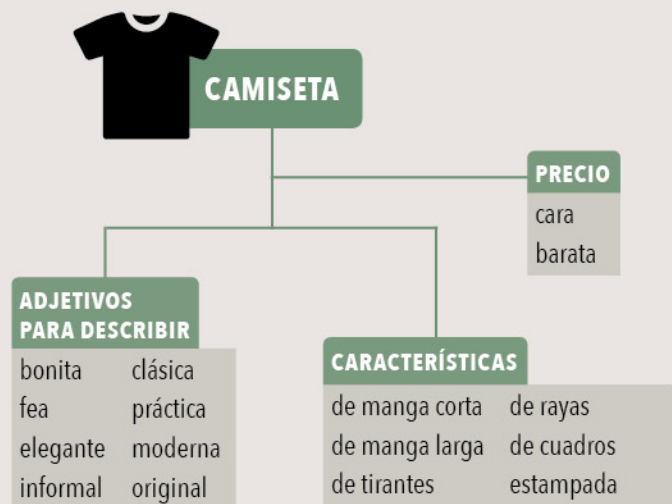 CAMISETA
PRECIO
cara
barata
ADJETIVOS
PARA DESCRIBIR
bonita clásica
fea práctica
elegante moderna
informal original
CARACTERÍSTICAS
de manga corta de rayas
de manga larga de cuadros
de tirantes estampada